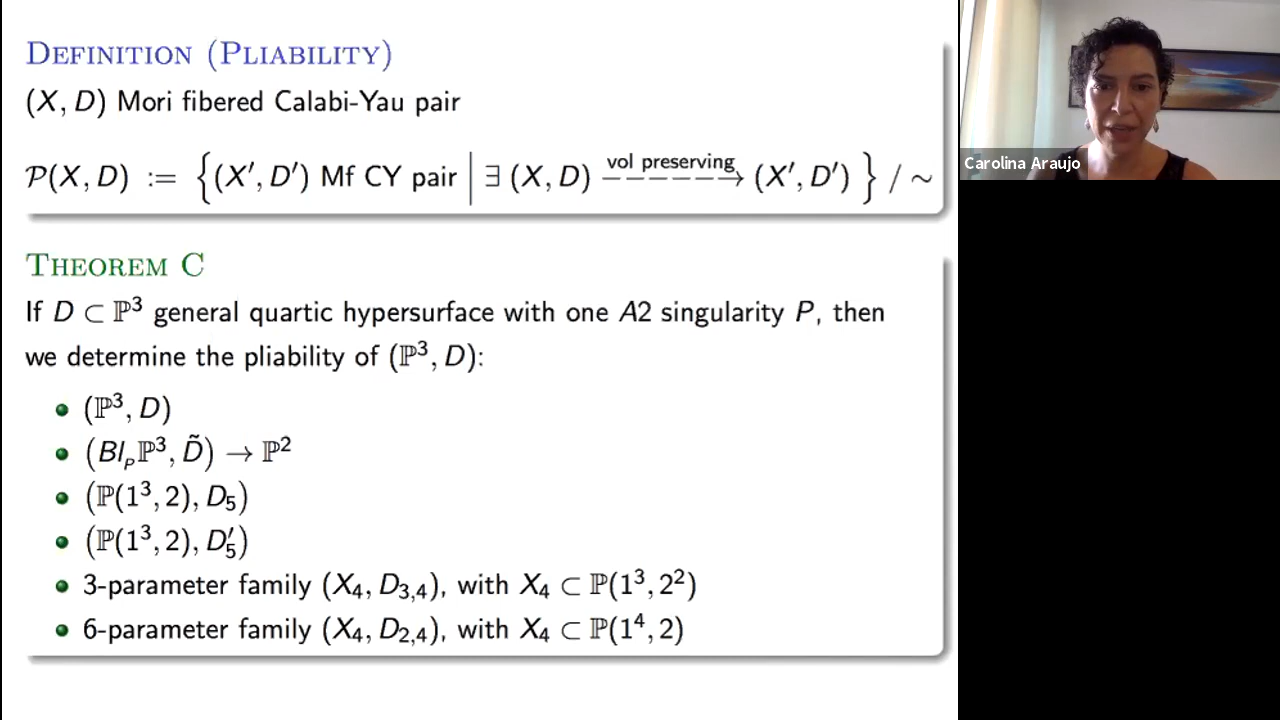 Definition (Pliability)
(X, D) Mori fibered Calabi-Yau pair
vol preserving
𝒫(X, D) := {(X′, D′) Mf CY pair | ∃ (X, D) −−−−−−→ (X′, D′)} / ∼
Theorem C
If D ⊂ ℙ³ general quartic hypersurface with one A2 singularity P, then
we determine the pliability of (ℙ³, D):
• (ℙ³, D)
• (Bl_P ℙ³, D̃) → ℙ²
• (ℙ(1³, 2), D₅)
• (ℙ(1³, 2), D₅′)
• 3-parameter family (X₄, D₃,₄), with X₄ ⊂ ℙ(1³, 2²)
• 6-parameter family (X₄, D₂,₄), with X₄ ⊂ ℙ(1⁴, 2)
Carolina Araujo